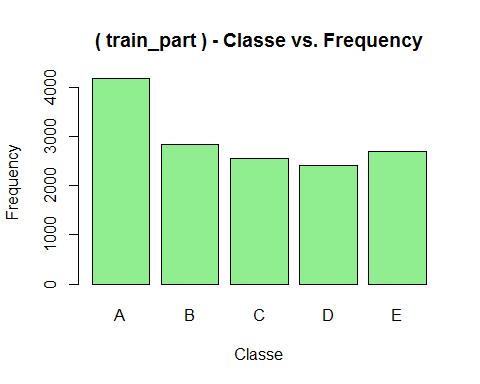 ( train_part ) - Classe vs. Frequency
Frequency
4000
3000
2000
1000
0
A B C D E
Classe